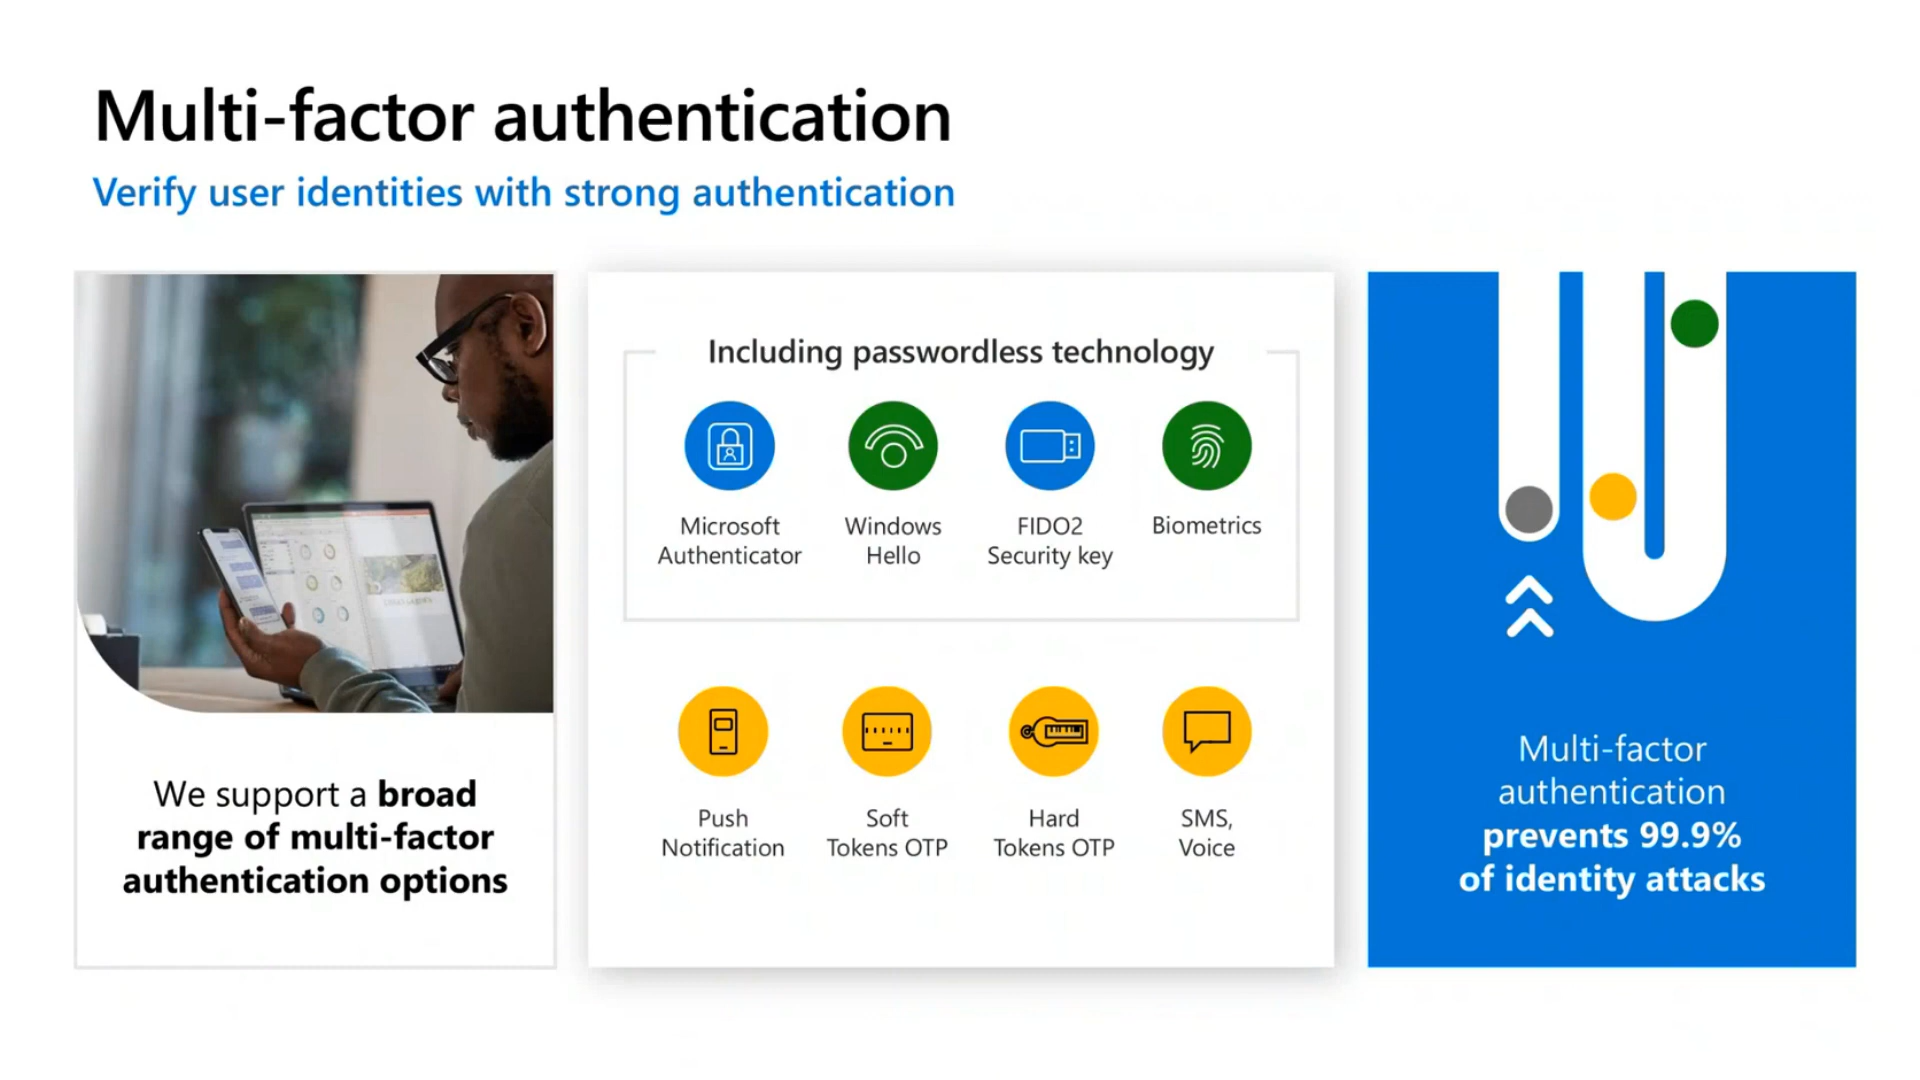 Multi-factor authentication
Verify user identities with strong authentication
We support a broad
range of multi-factor
authentication options
Including passwordless technology
Microsoft
Authenticator
Windows
Hello
FIDO2
Security key
Biometrics
Push
Notification
Soft
Tokens OTP
Hard
Tokens OTP
SMS,
Voice
Multi-factor
authentication
prevents 99.9%
of identity attacks